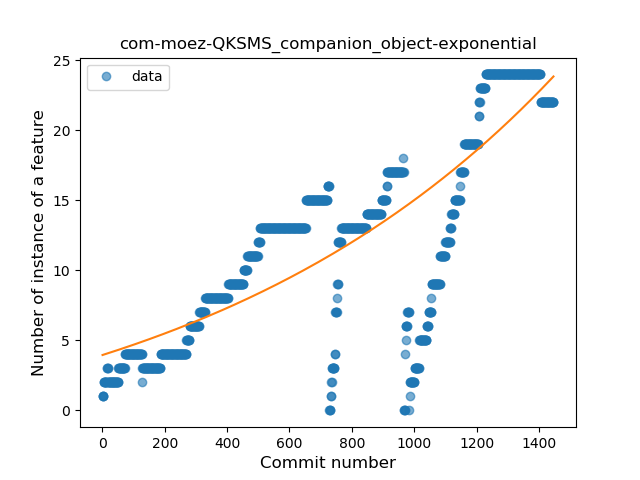 com-moez-QKSMS_companion_object-exponential
data
Number of instance of a feature
25
20
15
10
5
0
0 200 400 600 800 1000 1200 1400
Commit number